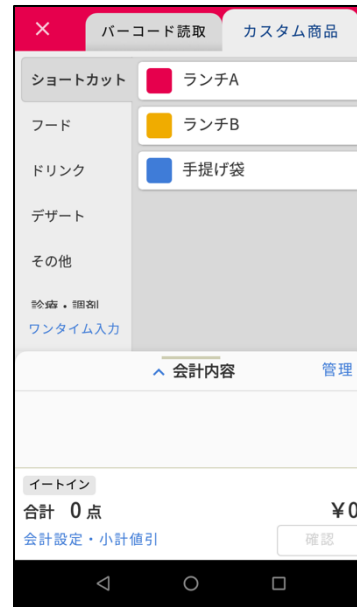 × バーコード読取 カスタム商品
ショートカット ランチA
フード ランチB
ドリンク 手提げ袋
デザート
その他
診療・調剤
ワンタイム入力
会計内容 管理
イートイン
合計 0点 ¥0
会計設定・小計値引 確認